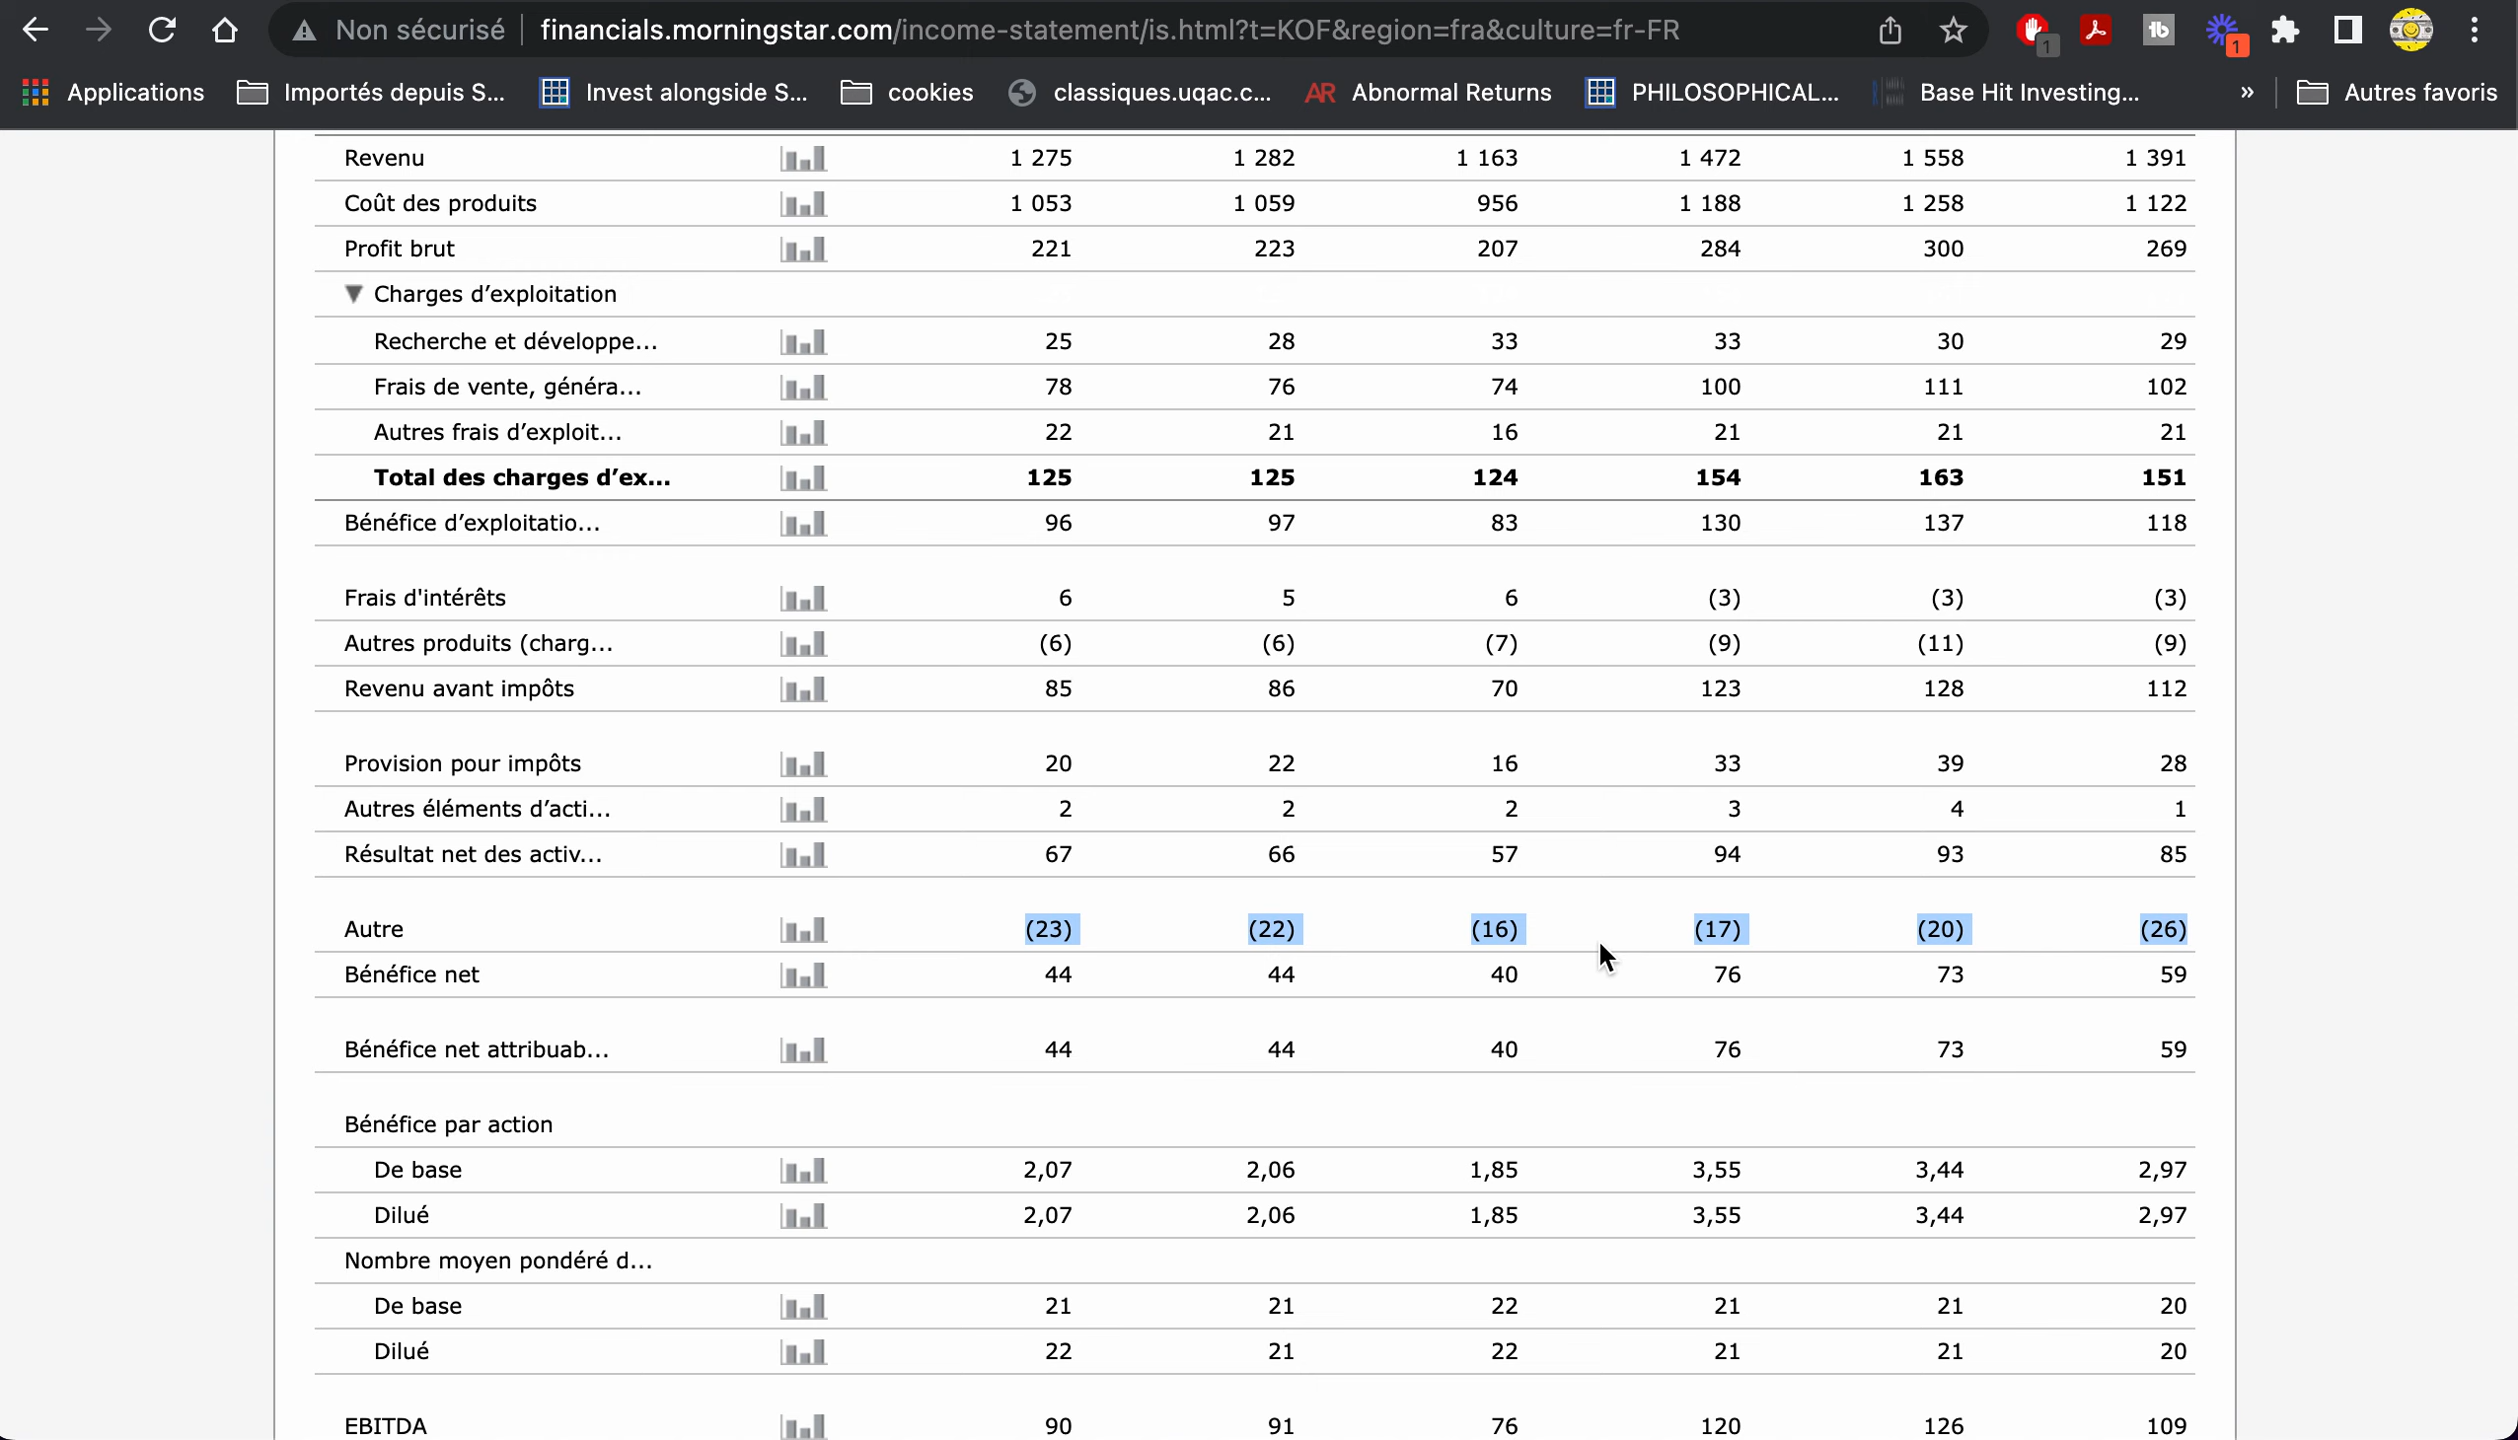 Non sécurisé financials.morningstar.com/income-statement/is.html?t=KOF&region=fra&culture=fr-FR 1 tb 1
Applications Importés depuis S... Invest alongside S... cookies classiques.uqac.c... AR Abnormal Returns PHILOSOPHICAL... Base Hit Investing... » Autres favoris
Revenu 1 275 1 282 1 163 1 472 1 558 1 391
Coût des produits 1 053 1 059 956 1 188 1 258 1 122
Profit brut 221 223 207 284 300 269
▼ Charges d’exploitation
Recherche et développe... 25 28 33 33 30 29
Frais de vente, généra... 78 76 74 100 111 102
Autres frais d’exploit... 22 21 16 21 21 21
Total des charges d’ex... 125 125 124 154 163 151
Bénéfice d’exploitatio... 96 97 83 130 137 118
Frais d'intérêts 6 5 6 (3) (3) (3)
Autres produits (charg... (6) (6) (7) (9) (11) (9)
Revenu avant impôts 85 86 70 123 128 112
Provision pour impôts 20 22 16 33 39 28
Autres éléments d’acti... 2 2 2 3 4 1
Résultat net des activ... 67 66 57 94 93 85
Autre (23) (22) (16) (17) (20) (26)
Bénéfice net 44 44 40 76 73 59
Bénéfice net attribuab... 44 44 40 76 73 59
Bénéfice par action
De base 2,07 2,06 1,85 3,55 3,44 2,97
Dilué 2,07 2,06 1,85 3,55 3,44 2,97
Nombre moyen pondéré d...
De base 21 21 22 21 21 20
Dilué 22 21 22 21 21 20
EBITDA 90 91 76 120 126 109